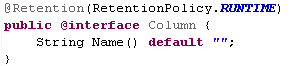 @Retention(RetentionPolicy.RUNTIME)
public @interface Column {
    String Name() default "";
}